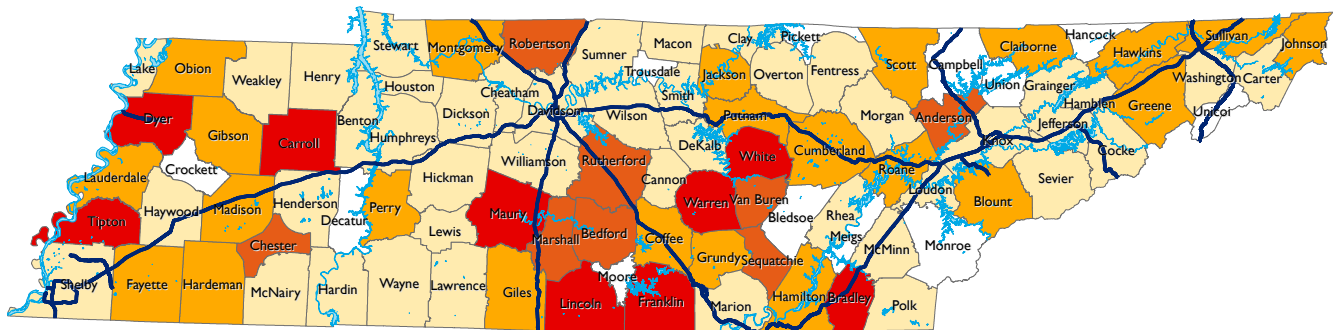 Stewart
Montgomery
Robertson
Sumner
Macon
Clay
Pickett
Scott
Campbell
Claiborne
Hancock
Hawkins
Sullivan
Johnson
Lake
Obion
Weakley
Henry
Houston
Cheatham
Trousdale
Jackson
Overton
Fentress
Union
Grainger
Washington
Carter
Dyer
Gibson
Carroll
Benton
Humphreys
Dickson
Davidson
Wilson
Smith
Putnam
Morgan
Anderson
Hamblen
Jefferson
Greene
Unicoi
Crockett
Williamson
Rutherford
Cannon
DeKalb
White
Cumberland
Roane
Knox
Cocke
Lauderdale
Haywood
Madison
Henderson
Decatur
Perry
Hickman
Loudon
Sevier
Blount
Tipton
Chester
Lewis
Maury
Marshall
Bedford
Coffee
Warren
Van Buren
Bledsoe
Rhea
Meigs
McMinn
Monroe
Shelby
Fayette
Hardeman
McNairy
Hardin
Wayne
Lawrence
Giles
Lincoln
Moore
Franklin
Grundy
Sequatchie
Marion
Hamilton
Bradley
Polk